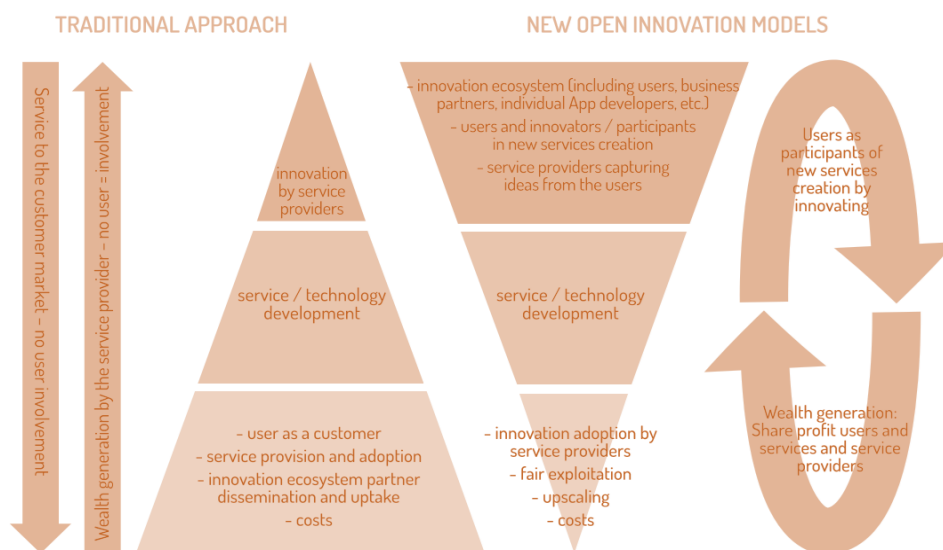 TRADITIONAL APPROACH
NEW OPEN INNOVATION MODELS
Service to the customer market – no user involvement
Wealth generation by the service provider – no user = involvement
innovation
by service
providers
service / technology
development
- user as a customer
- service provision and adoption
- innovation ecosystem partner
dissemination and uptake
- costs
- innovation ecosystem (including users, business
partners, individual App developers, etc.)
- users and innovators / participants
in new services creation
- service providers capturing
ideas from the users
service / technology
development
- innovation adoption by
service providers
- fair exploitation
- upscaling
- costs
Users as
participants of
new services
creation by
innovating
Wealth generation:
Share profit users and
services and service
providers